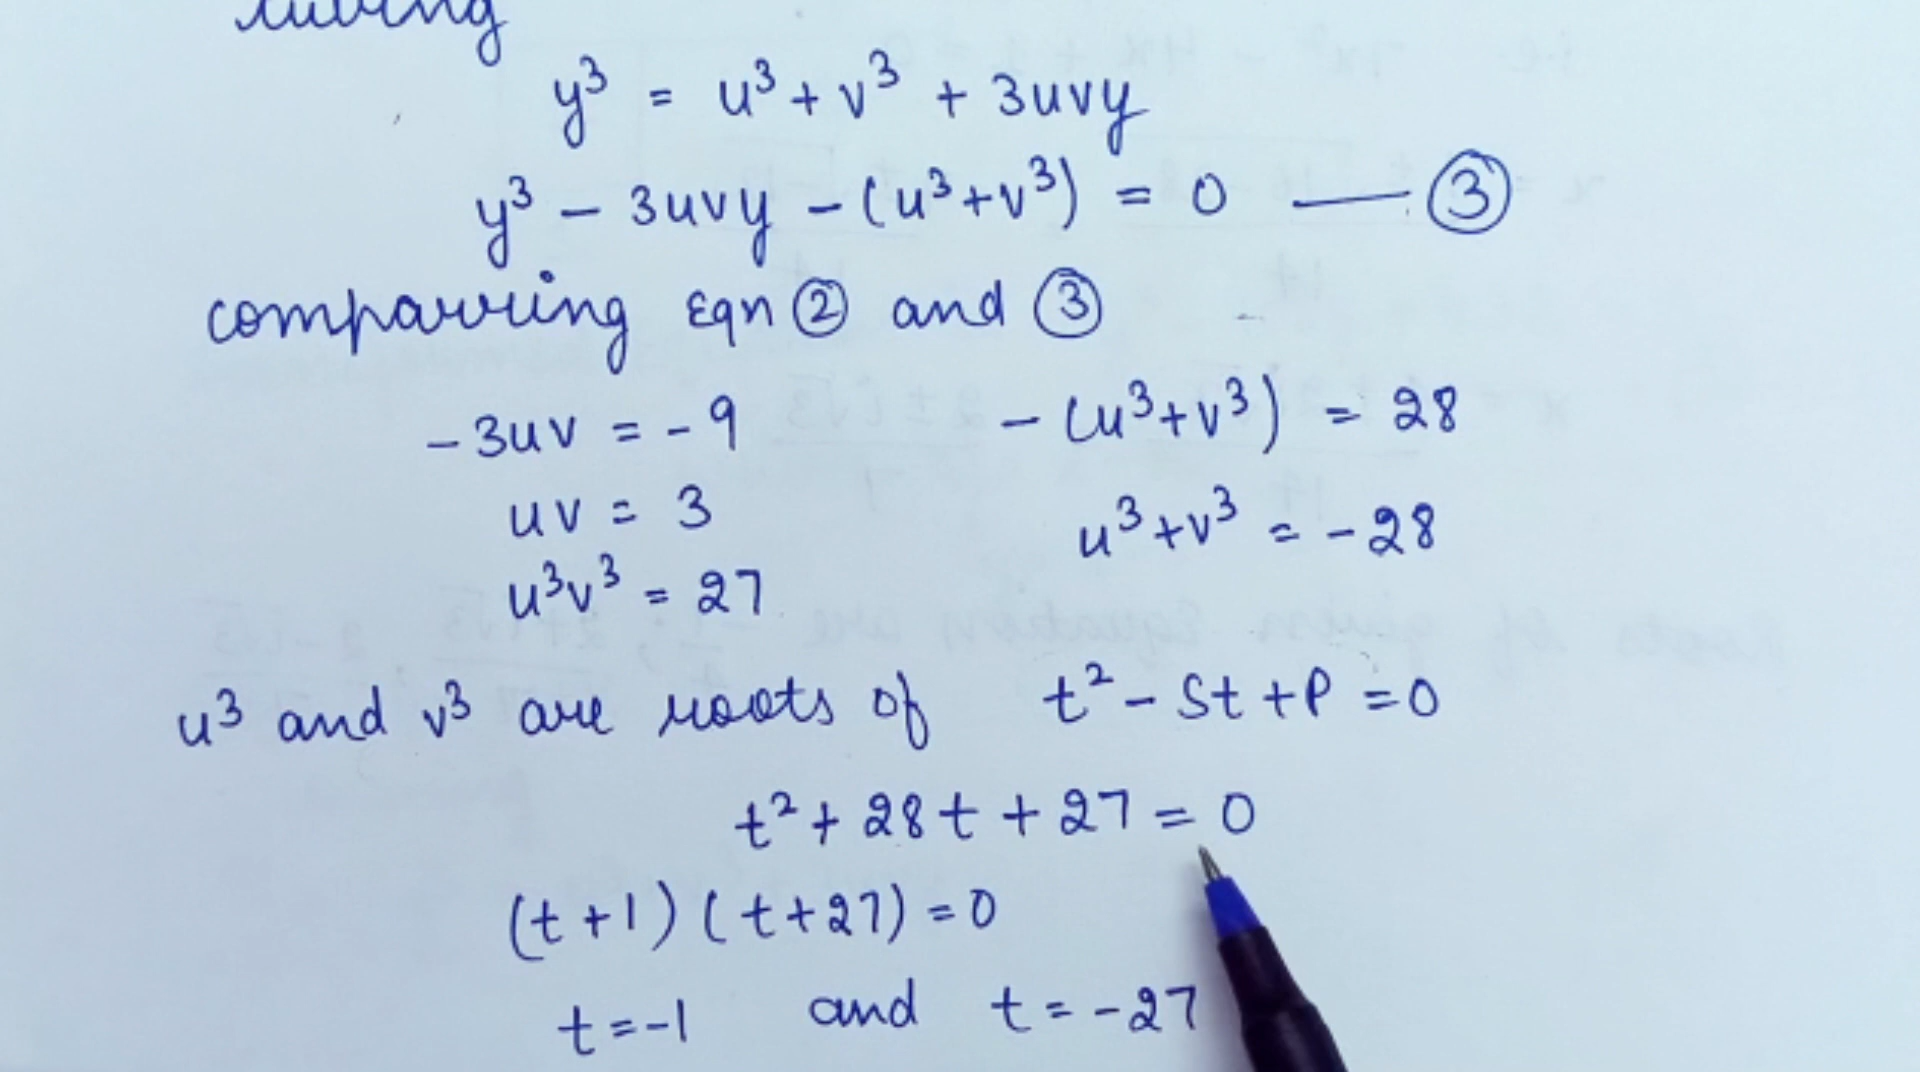 y³ = u³ + v³ + 3uvy
y³ - 3uvy - (u³+v³) = 0 — ③
comparring Eqn ② and ③
-3uv = -9 - (u³+v³) = 28
uv = 3 u³+v³ = -28
u³v³ = 27
u³ and v³ are roots of t² - St + P = 0
t² + 28t + 27 = 0
(t+1) (t+27) = 0
t = -1 and t = -27